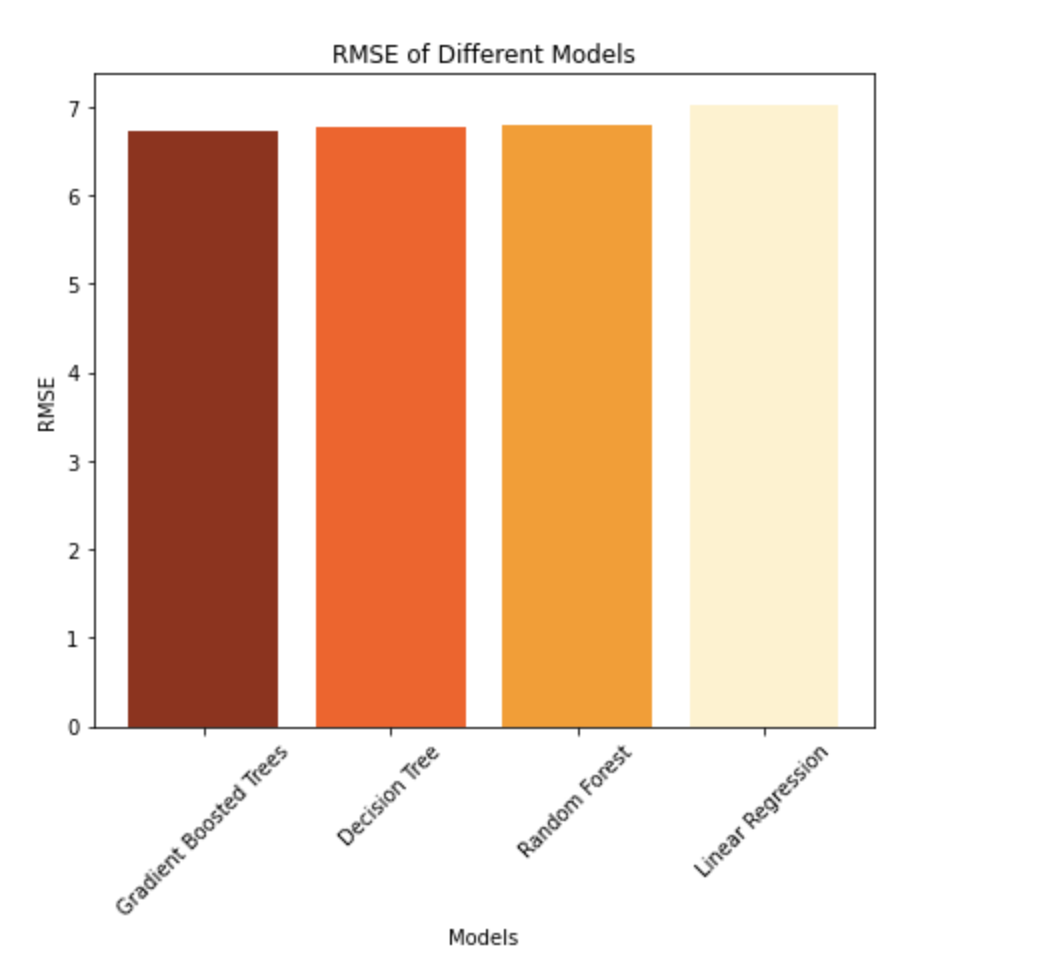 RMSE of Different Models
7
6
5
4
3
2
1
0
RMSE
Gradient Boosted Trees
Decision Tree
Random Forest
Linear Regression
Models